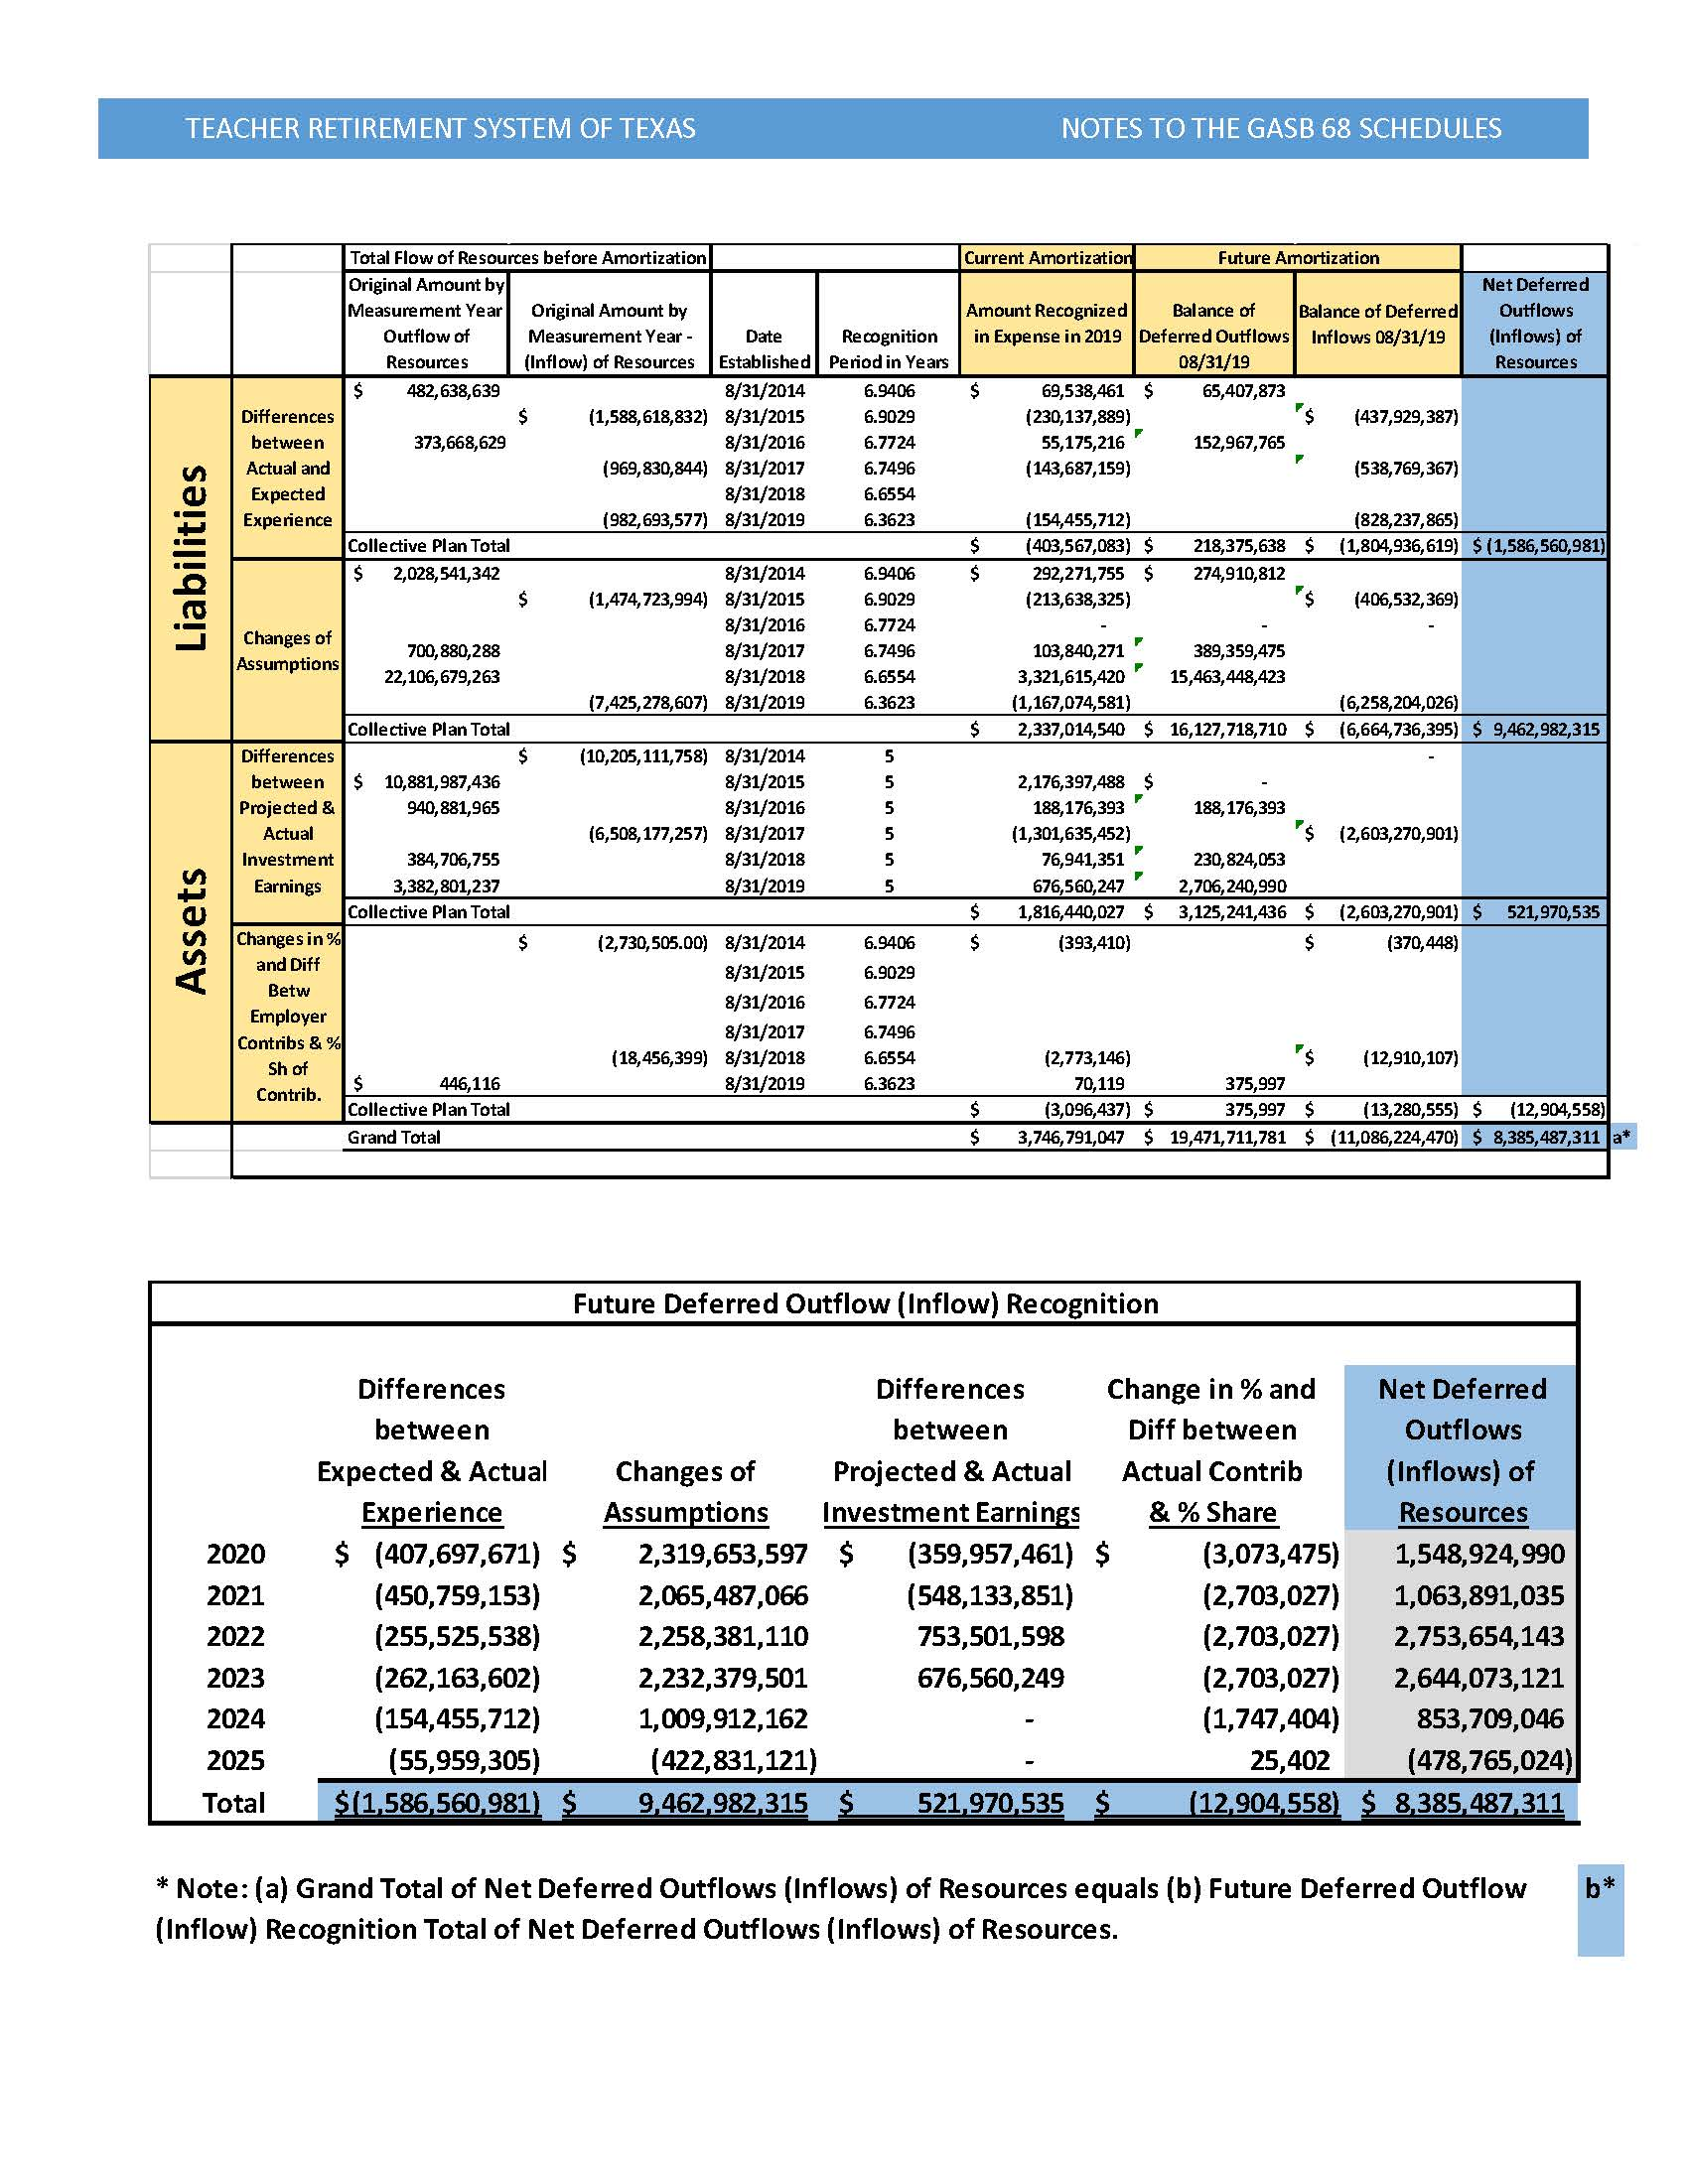 TEACHER RETIREMENT SYSTEM OF TEXAS NOTES TO THE GASB 68 SCHEDULES
Total Flow of Resources before Amortization Current Amortization Future Amortization
Original Amount by Measurement Year Outflow of Resources Original Amount by Measurement Year - (Inflow) of Resources Date Established Recognition Period in Years Amount Recognized in Expense in 2019 Balance of Deferred Outflows 08/31/19 Balance of Deferred Inflows 08/31/19 Net Deferred Outflows (Inflows) of Resources
Liabilities
Differences between Actual and Expected Experience
$ 482,638,639 8/31/2014 6.9406 $ 69,538,461 $ 65,407,873
$ (1,588,618,832) 8/31/2015 6.9029 (230,137,889) $ (437,929,387)
373,668,629 8/31/2016 6.7724 55,175,216 152,967,765
(969,830,844) 8/31/2017 6.7496 (143,687,159) (538,769,367)
8/31/2018 6.6554
(982,693,577) 8/31/2019 6.3623 (154,455,712) (828,237,865)
Collective Plan Total $ (403,567,083) $ 218,375,638 $ (1,804,936,619) $ (1,586,560,981)
Changes of Assumptions
$ 2,028,541,342 8/31/2014 6.9406 $ 292,271,755 $ 274,910,812
$ (1,474,723,994) 8/31/2015 6.9029 (213,638,325) $ (406,532,369)
8/31/2016 6.7724 - - -
700,880,288 8/31/2017 6.7496 103,840,271 389,359,475
22,106,679,263 8/31/2018 6.6554 3,321,615,420 15,463,448,423
(7,425,278,607) 8/31/2019 6.3623 (1,167,074,581) (6,258,204,026)
Collective Plan Total $ 2,337,014,540 $ 16,127,718,710 $ (6,664,736,395) $ 9,462,982,315
Assets
Differences between Projected & Actual Investment Earnings
$ (10,205,111,758) 8/31/2014 5 -
$ 10,881,987,436 8/31/2015 5 2,176,397,488 $ -
940,881,965 8/31/2016 5 188,176,393 188,176,393
(6,508,177,257) 8/31/2017 5 (1,301,635,452) $ (2,603,270,901)
384,706,755 8/31/2018 5 76,941,351 230,824,053
3,382,801,237 8/31/2019 5 676,560,247 2,706,240,990
Collective Plan Total $ 1,816,440,027 $ 3,125,241,436 $ (2,603,270,901) $ 521,970,535
Changes in % and Diff Betw Employer Contribs & % Sh of Contrib.
$ (2,730,505.00) 8/31/2014 6.9406 $ (393,410) $ (370,448)
8/31/2015 6.9029
8/31/2016 6.7724
8/31/2017 6.7496
(18,456,399) 8/31/2018 6.6554 (2,773,146) $ (12,910,107)
$ 446,116 8/31/2019 6.3623 70,119 375,997
Collective Plan Total $ (3,096,437) $ 375,997 $ (13,280,555) $ (12,904,558)
Grand Total $ 3,746,791,047 $ 19,471,711,781 $ (11,086,224,470) $ 8,385,487,311 a*
Future Deferred Outflow (Inflow) Recognition
Differences between Expected & Actual Experience Changes of Assumptions Differences between Projected & Actual Investment Earnings Change in % and Diff between Actual Contrib & % Share Net Deferred Outflows (Inflows) of Resources
2020 $ (407,697,671) $ 2,319,653,597 $ (359,957,461) $ (3,073,475) 1,548,924,990
2021 (450,759,153) 2,065,487,066 (548,133,851) (2,703,027) 1,063,891,035
2022 (255,525,538) 2,258,381,110 753,501,598 (2,703,027) 2,753,654,143
2023 (262,163,602) 2,232,379,501 676,560,249 (2,703,027) 2,644,073,121
2024 (154,455,712) 1,009,912,162 - (1,747,404) 853,709,046
2025 (55,959,305) (422,831,121) - 25,402 (478,765,024)
Total $(1,586,560,981) $ 9,462,982,315 $ 521,970,535 $ (12,904,558) $ 8,385,487,311
* Note: (a) Grand Total of Net Deferred Outflows (Inflows) of Resources equals (b) Future Deferred Outflow b*
(Inflow) Recognition Total of Net Deferred Outflows (Inflows) of Resources.